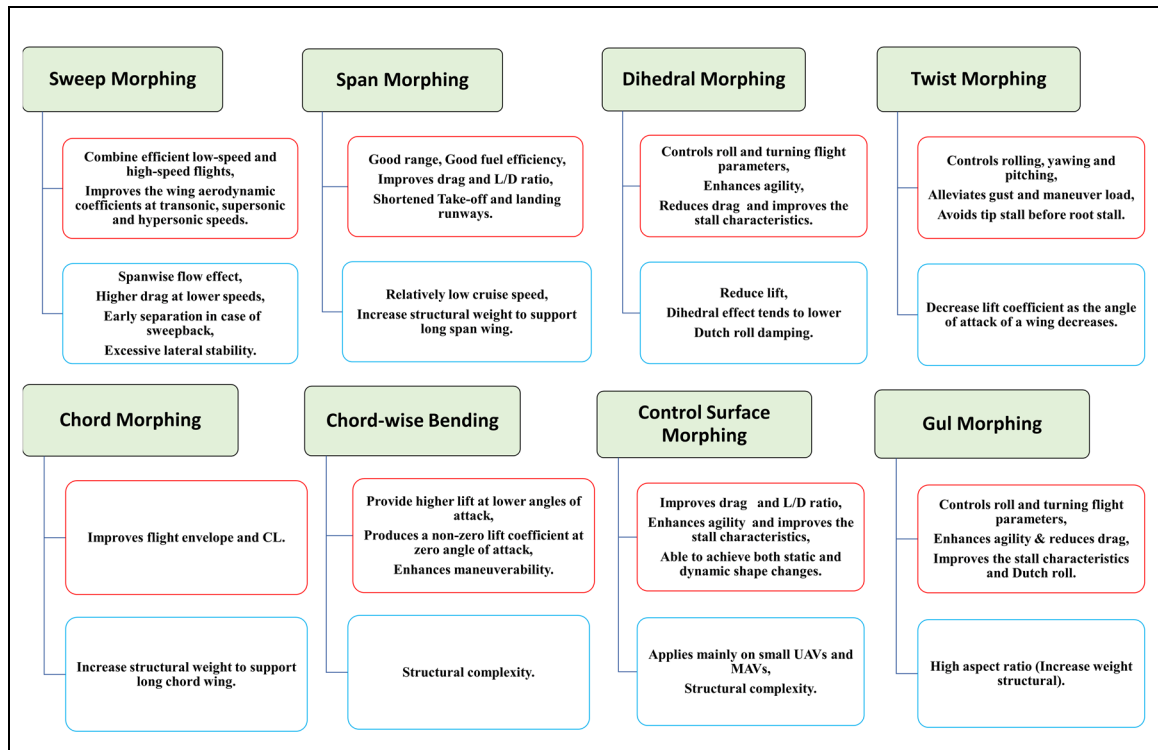 Sweep Morphing
Combine efficient low-speed and
high-speed flights,
Improves the wing aerodynamic
coefficients at transonic, supersonic
and hypersonic speeds.
Spanwise flow effect,
Higher drag at lower speeds,
Early separation in case of
sweepback,
Excessive lateral stability.
Span Morphing
Good range, Good fuel efficiency,
Improves drag and L/D ratio,
Shortened Take-off and landing
runways.
Relatively low cruise speed,
Increase structural weight to support
long span wing.
Dihedral Morphing
Controls roll and turning flight
parameters,
Enhances agility,
Reduces drag and improves the
stall characteristics.
Reduce lift,
Dihedral effect tends to lower
Dutch roll damping.
Twist Morphing
Controls rolling, yawing and
pitching,
Alleviates gust and maneuver load,
Avoids tip stall before root stall.
Decrease lift coefficient as the angle
of attack of a wing decreases.
Chord Morphing
Improves flight envelope and CL.
Increase structural weight to support
long chord wing.
Chord-wise Bending
Provide higher lift at lower angles of
attack,
Produces a non-zero lift coefficient at
zero angle of attack,
Enhances maneuverability.
Structural complexity.
Control Surface
Morphing
Improves drag and L/D ratio,
Enhances agility and improves the
stall characteristics,
Able to achieve both static and
dynamic shape changes.
Applies mainly on small UAVs and
MAVs,
Structural complexity.
Gul Morphing
Controls roll and turning flight
parameters,
Enhances agility & reduces drag,
Improves the stall characteristics
and Dutch roll.
High aspect ratio (Increase weight
structural).